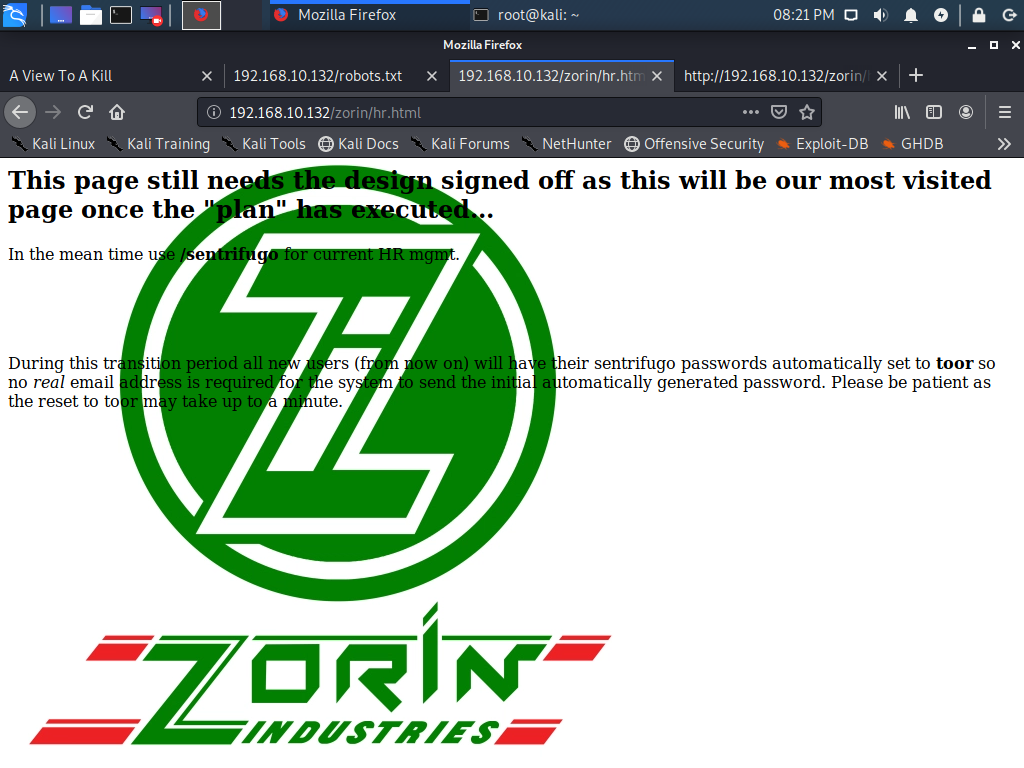 Mozilla Firefox
root@kali: ~
08:21 PM
Mozilla Firefox
A View To A Kill
192.168.10.132/robots.txt
192.168.10.132/zorin/hr.htm
http://192.168.10.132/zorin/
192.168.10.132/zorin/hr.html
Kali Linux
Kali Training
Kali Tools
Kali Docs
Kali Forums
NetHunter
Offensive Security
Exploit-DB
GHDB
This page still needs the design signed off as this will be our most visited
page once the "plan" has executed...
In the mean time use /sentrifugo for current HR mgmt.
During this transition period all new users (from now on) will have their sentrifugo passwords automatically set to toor so
no real email address is required for the system to send the initial automatically generated password. Please be patient as
the reset to toor may take up to a minute.
ZORIN
INDUSTRIES